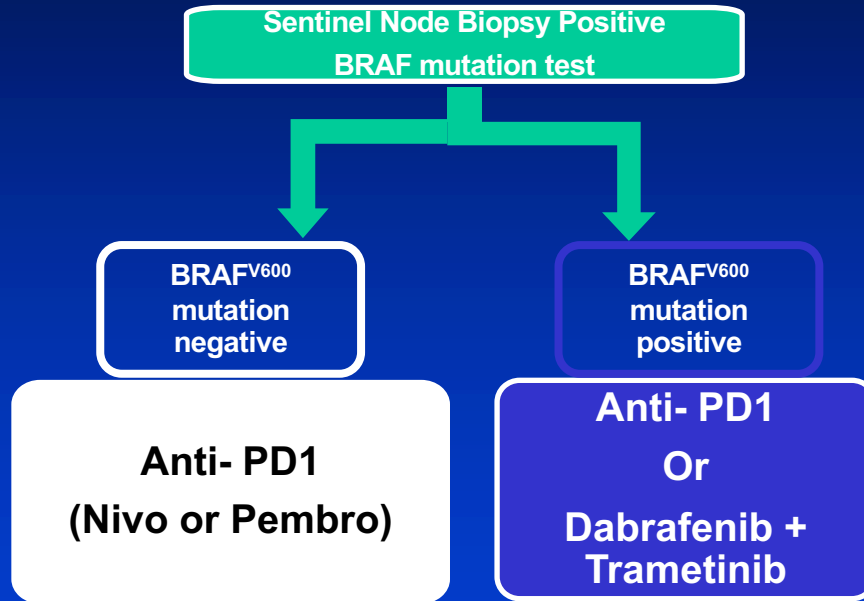 Sentinel Node Biopsy Positive
BRAF mutation test
BRAFV600
mutation
negative
BRAFV600
mutation
positive
Anti- PD1
(Nivo or Pembro)
Anti- PD1
Or
Dabrafenib +
Trametinib